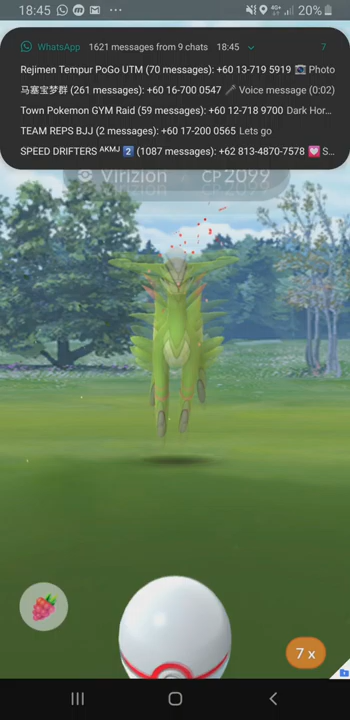 18:45 4G+ 20%
WhatsApp 1621 messages from 9 chats 18:45 7
Rejimen Tempur PoGo UTM (70 messages): +60 13-719 5919 📷 Photo
马塞宝梦群 (261 messages): +60 16-700 0547 🎤 Voice message (0:02)
Town Pokemon GYM Raid (59 messages): +60 12-718 9700 Dark Hor...
TEAM REPS BJJ (2 messages): +60 17-200 0565 Lets go
SPEED DRIFTERS ᴬᴷᴹᴶ 2️⃣ (1087 messages): +62 813-4870-7578 💟 S...
Virizion / CP2099
7 x